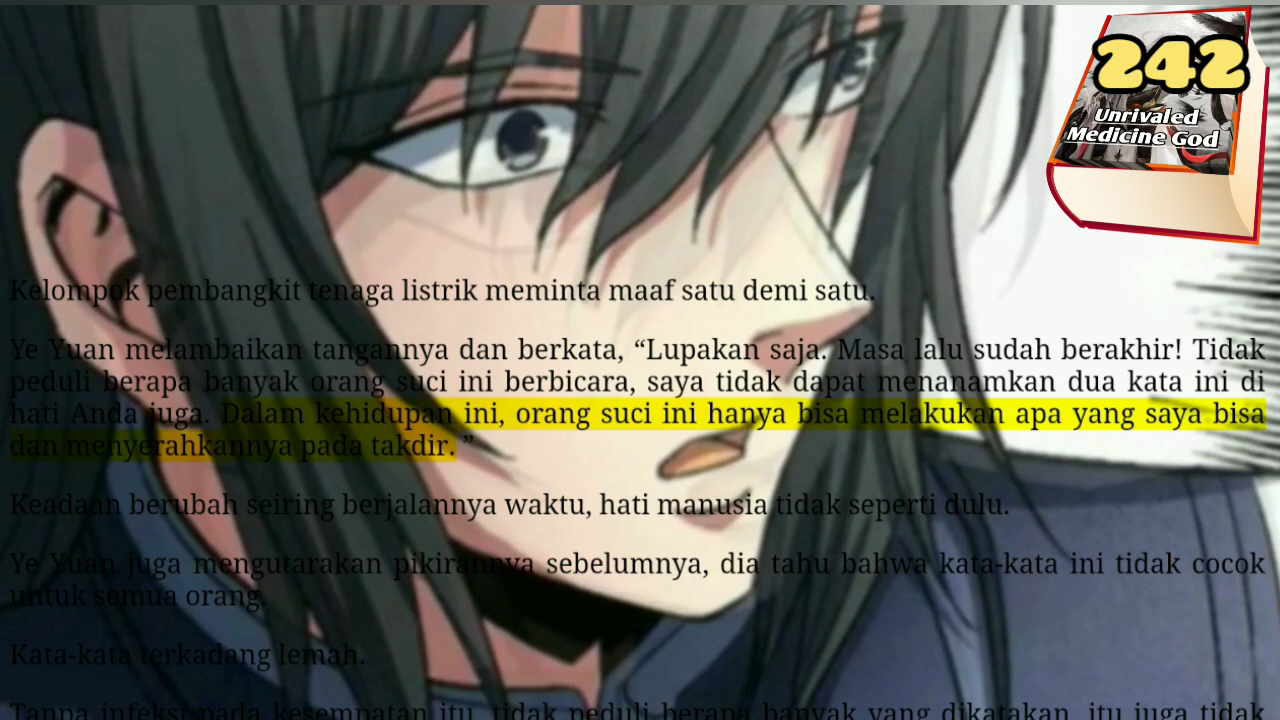 242
Unrivaled
Medicine God
Kelompok pembangkit tenaga listrik meminta maaf satu demi satu.
Ye Yuan melambaikan tangannya dan berkata, “Lupakan saja. Masa lalu sudah berakhir! Tidak
peduli berapa banyak orang suci ini berbicara, saya tidak dapat menanamkan dua kata ini di
hati Anda juga. Dalam kehidupan ini, orang suci ini hanya bisa melakukan apa yang saya bisa
dan menyerahkannya pada takdir. ”
Keadaan berubah seiring berjalannya waktu, hati manusia tidak seperti dulu.
Ye Yuan juga mengutarakan pikirannya sebelumnya, dia tahu bahwa kata-kata ini tidak cocok
untuk semua orang.
Kata-kata terkadang lemah.
Tanpa infeksi pada kesempatan itu, tidak peduli berapa banyak yang dikatakan, itu juga tidak